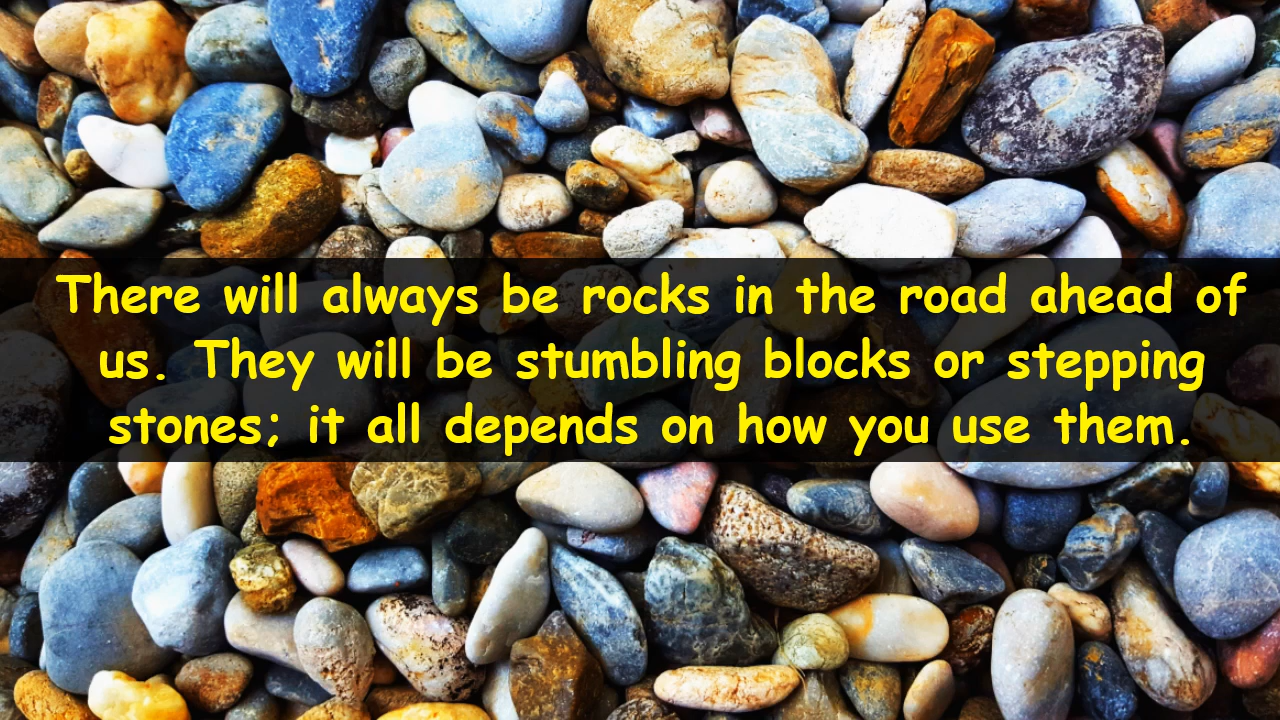 There will always be rocks in the road ahead of
us. They will be stumbling blocks or stepping
stones; it all depends on how you use them.